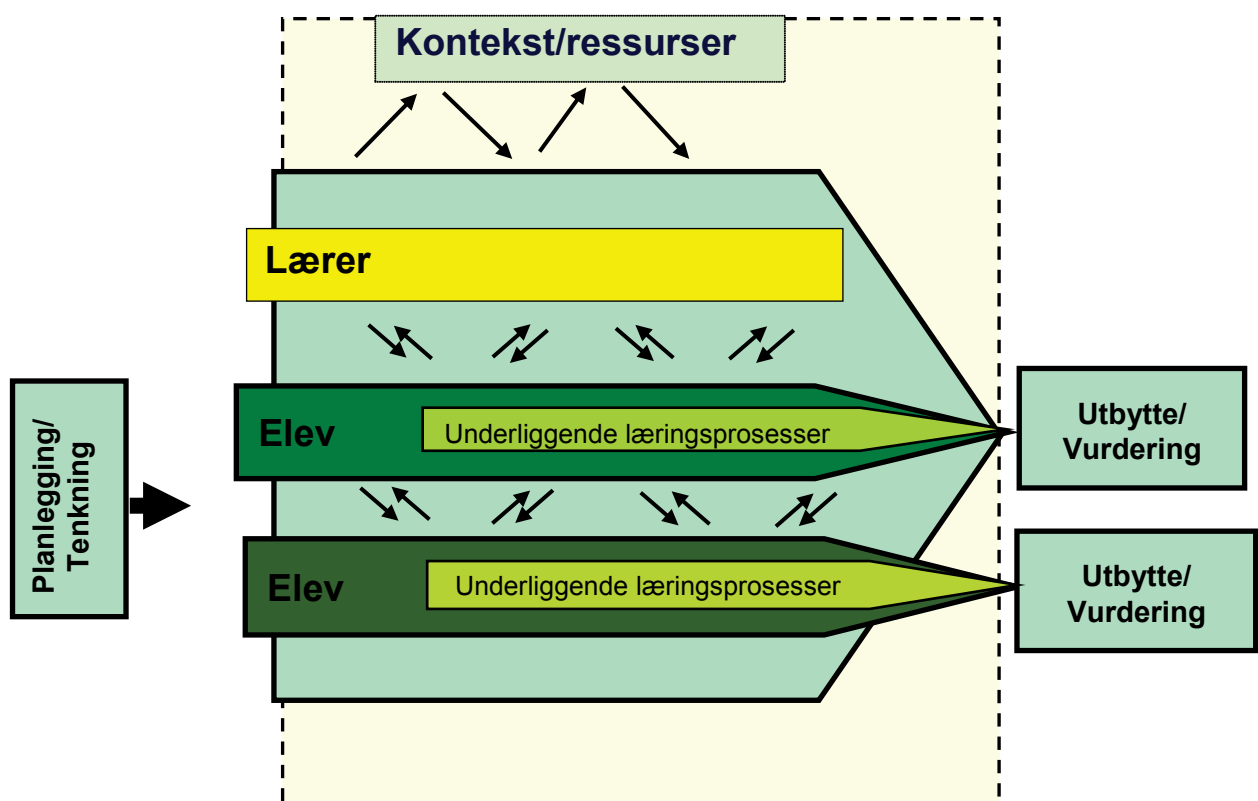 Kontekst/ressurser
Lærer
Planlegging/
Tenkning
Elev
Underliggende læringsprosesser
Utbytte/
Vurdering
Elev
Underliggende læringsprosesser
Utbytte/
Vurdering